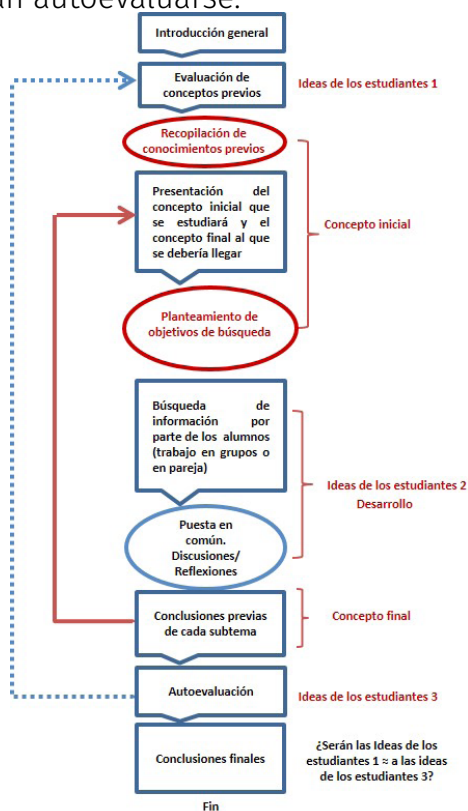 an autoevaluarse.
Introducción general
Evaluación de
conceptos previos
Ideas de los estudiantes 1
Recopilación de
conocimientos previos
Presentación del
concepto inicial que
se estudiará y el
concepto final al que
se debería llegar
Concepto inicial
Planteamiento de
objetivos de búsqueda
Búsqueda de
información por
parte de los alumnos
(trabajo en grupos o
en pareja)
Ideas de los estudiantes 2
Desarrollo
Puesta en
común.
Discusiones/
Reflexiones
Conclusiones previas
de cada subtema
Concepto final
Autoevaluación
Ideas de los estudiantes 3
Conclusiones finales
¿Serán las Ideas de los
estudiantes 1 ≈ a las ideas
de los estudiantes 3?
Fin